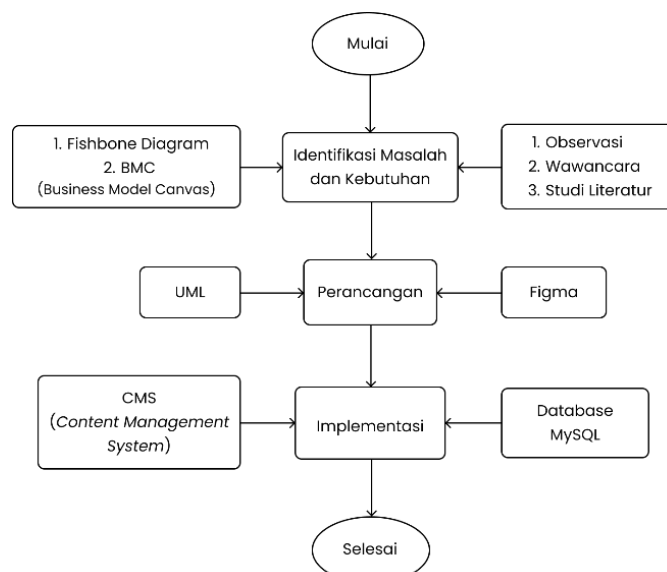 Mulai
1. Fishbone Diagram
2. BMC
(Business Model Canvas)
Identifikasi Masalah
dan Kebutuhan
1. Observasi
2. Wawancara
3. Studi Literatur
UML
Perancangan
Figma
CMS
(Content Management
System)
Implementasi
Database
MySQL
Selesai